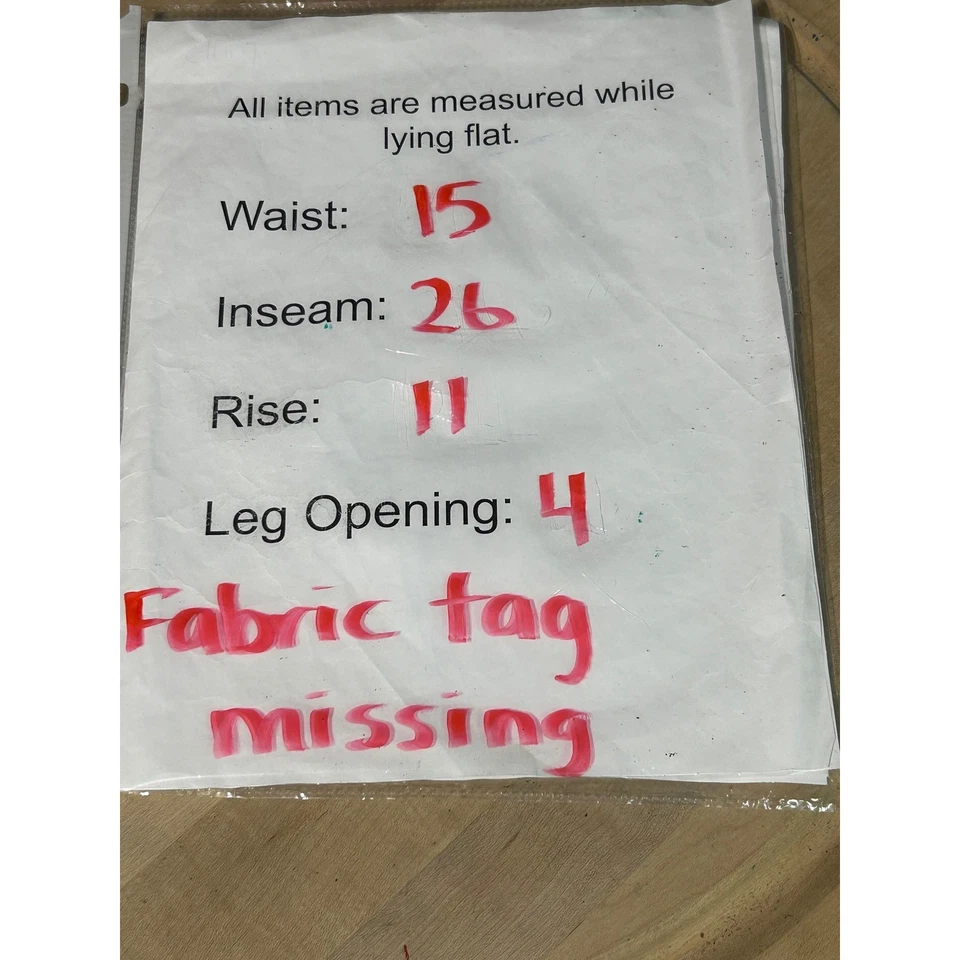 All items are measured while
lying flat.
Waist: 15
Inseam: 26
Rise: 11
Leg Opening: 4
Fabric tag
missing